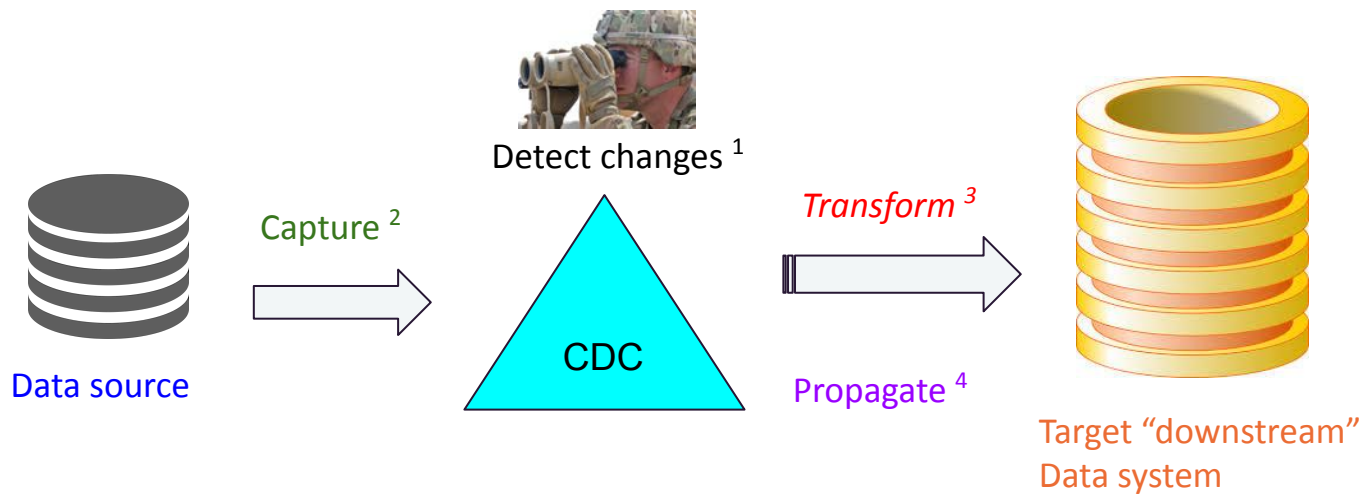 Detect changes 1
Capture 2
Transform 3
CDC
Data source
Propagate 4
Target “downstream”
Data system